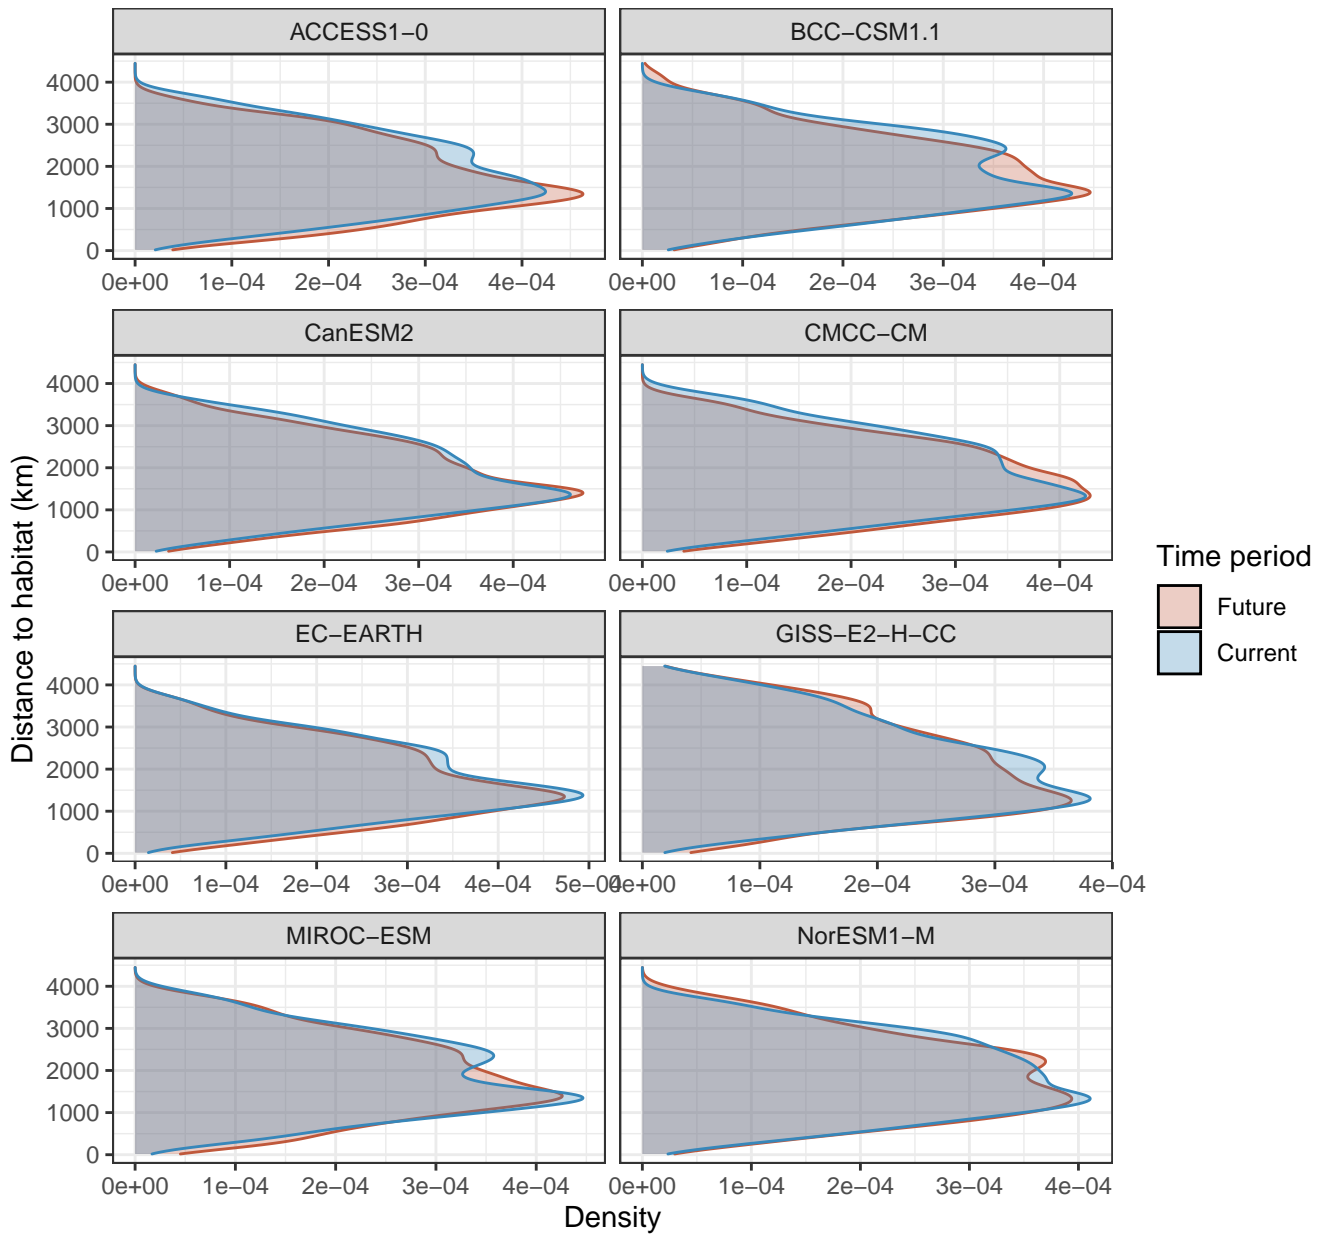 ACCESS1−0
BCC−CSM1.1
4000
3000
2000
1000
0
0e+00 1e−04 2e−04 3e−04 4e−04
0e+00 1e−04 2e−04 3e−04 4e−04
CanESM2
CMCC−CM
4000
3000
2000
1000
0
0e+00 1e−04 2e−04 3e−04 4e−04
0e+00 1e−04 2e−04 3e−04 4e−04
EC−EARTH
GISS−E2−H−CC
4000
3000
2000
1000
0
0e+00 1e−04 2e−04 3e−04 4e−04 5e−04
0e+00 1e−04 2e−04 3e−04 4e−04
MIROC−ESM
NorESM1−M
4000
3000
2000
1000
0
0e+00 1e−04 2e−04 3e−04 4e−04
0e+00 1e−04 2e−04 3e−04 4e−04
Density
Distance to habitat (km)
Time period
Future
Current